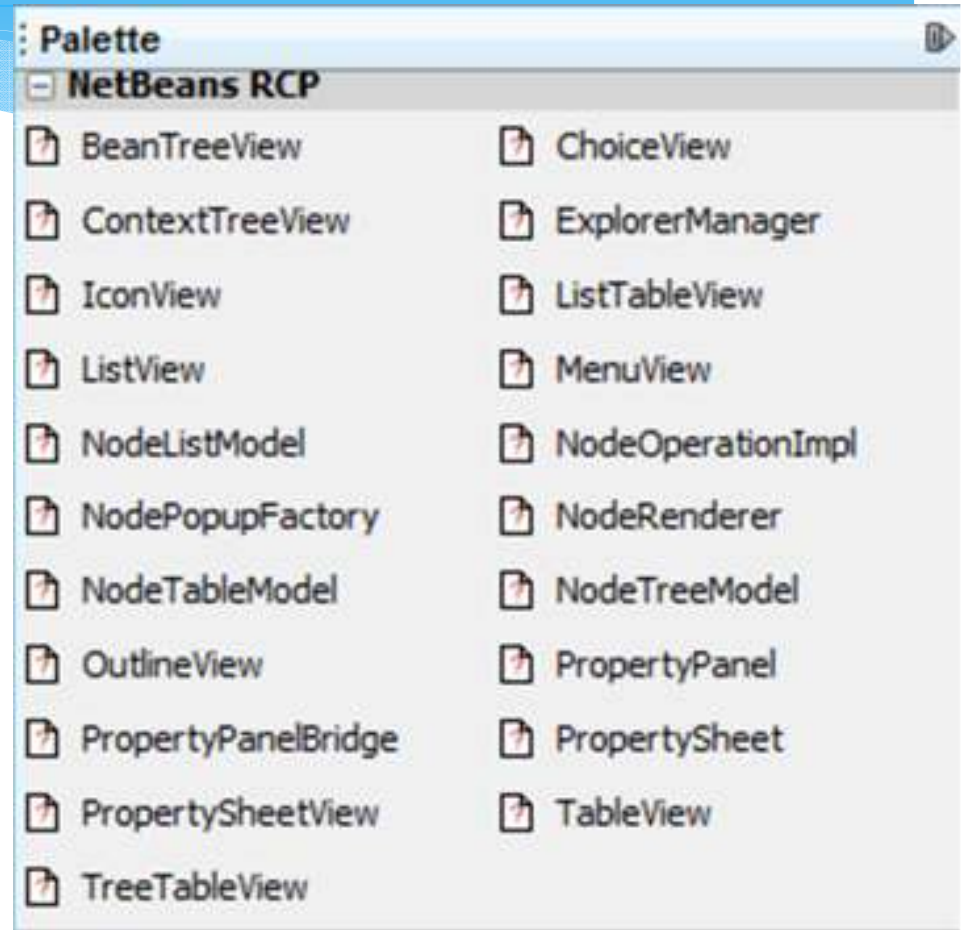 Palette
NetBeans RCP
BeanTreeView ChoiceView
ContextTreeView ExplorerManager
IconView ListTableView
ListView MenuView
NodeListModel NodeOperationImpl
NodePopupFactory NodeRenderer
NodeTableModel NodeTreeModel
OutlineView PropertyPanel
PropertyPanelBridge PropertySheet
PropertySheetView TableView
TreeTableView